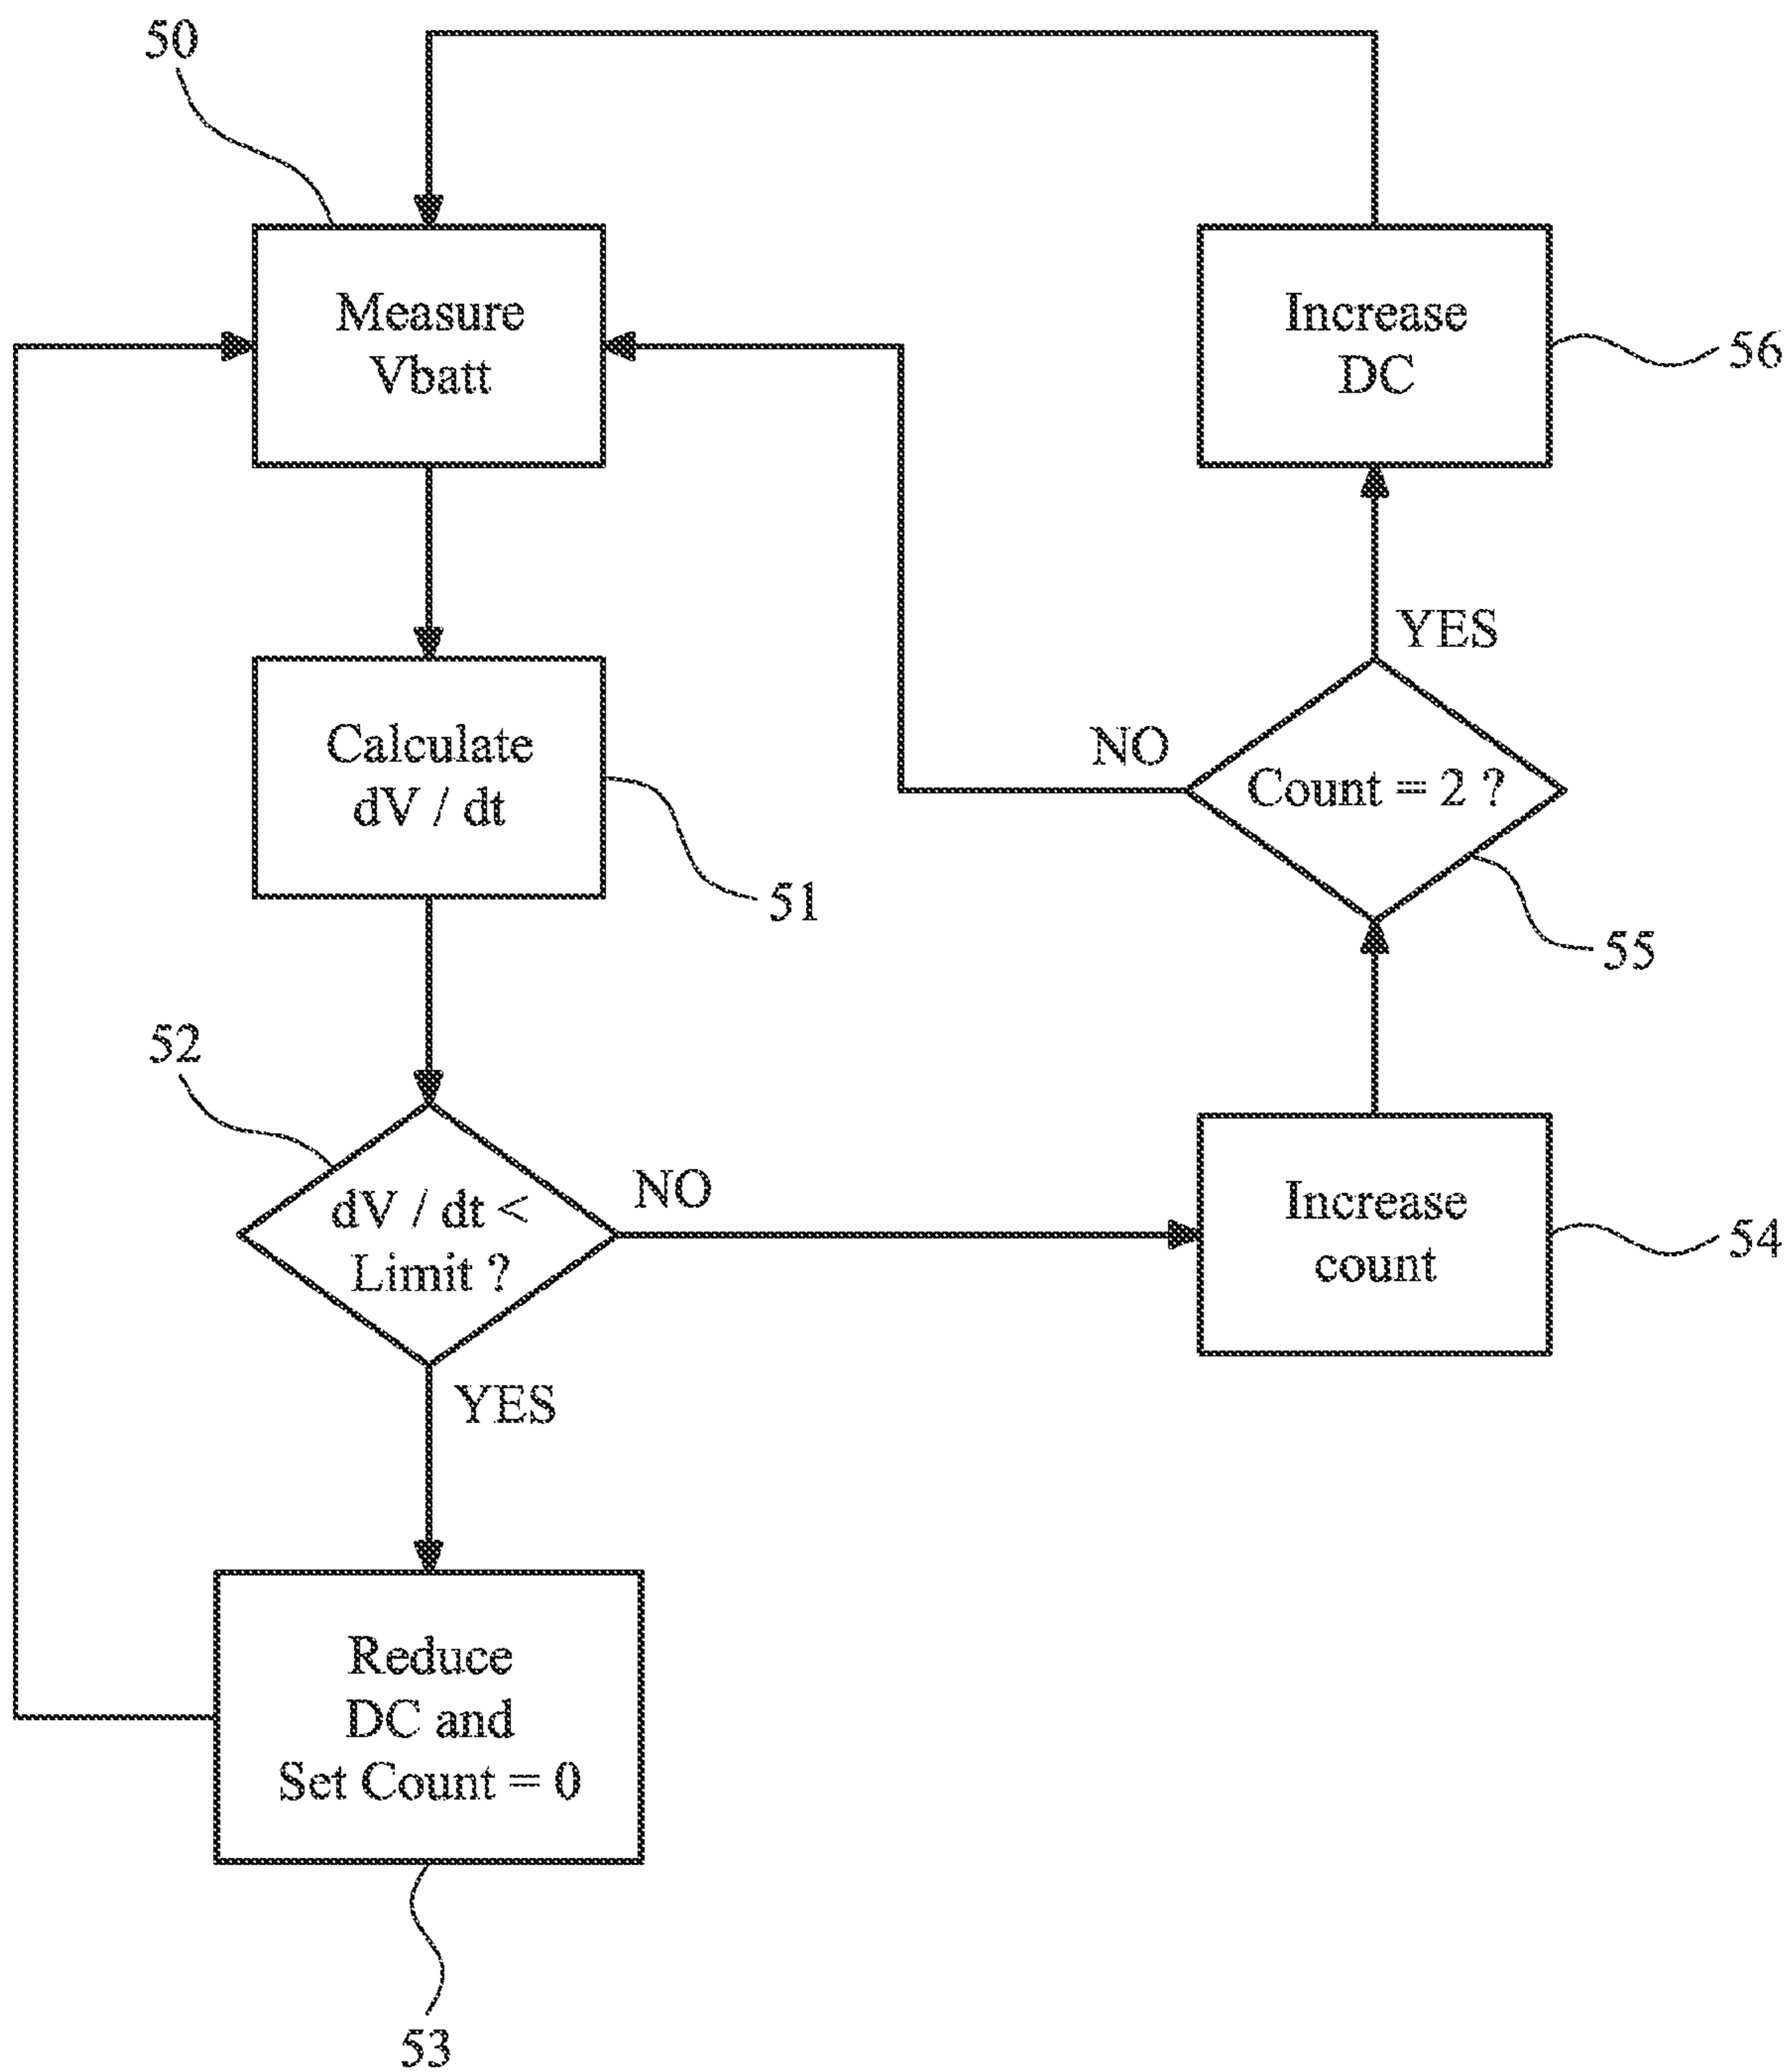 50
Measure
Vbatt
Increase
DC
56
YES
NO
Calculate
dV / dt
Count = 2 ?
51
55
52
NO
dV / dt <
Limit ?
Increase
count
54
YES
Reduce
DC and
Set Count = 0
53